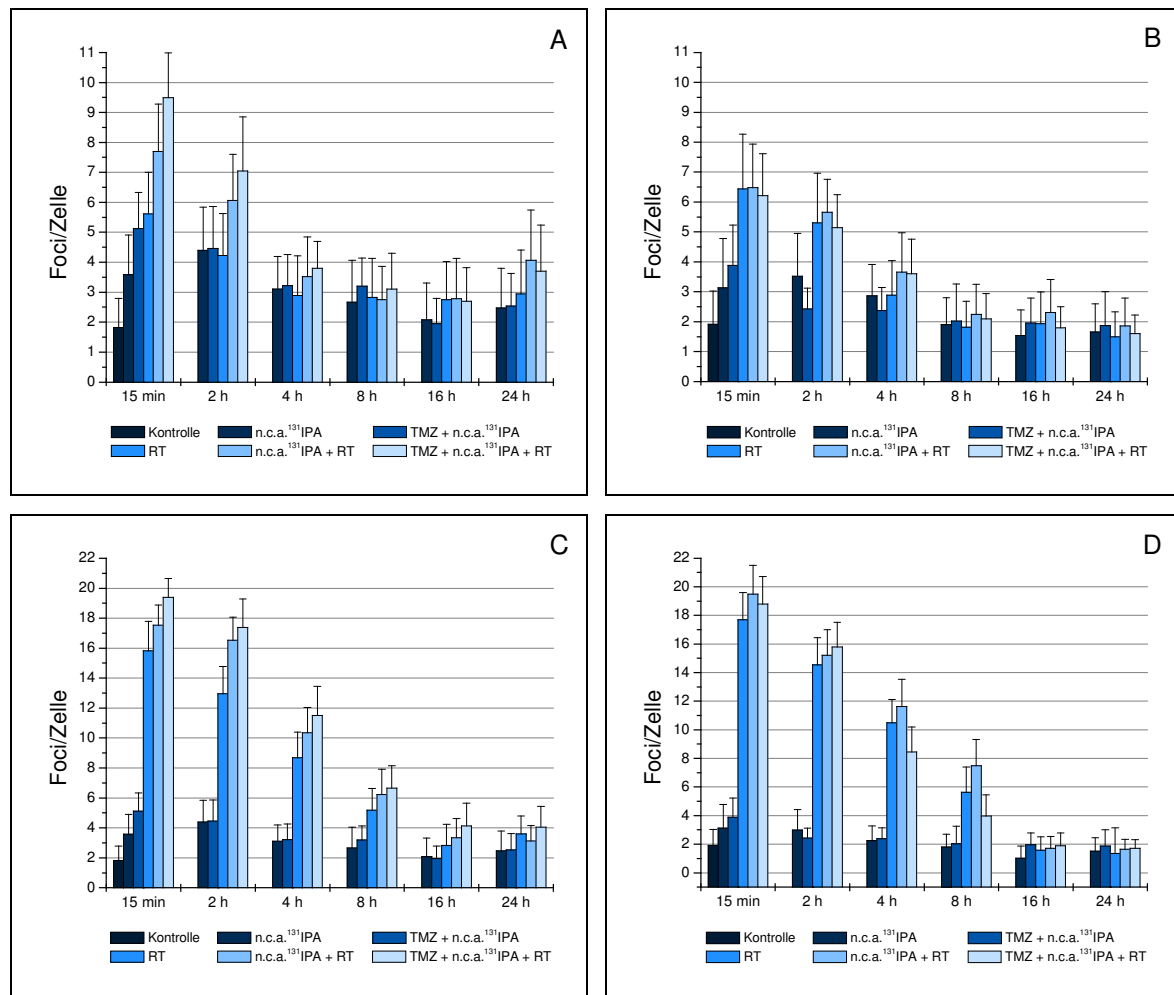 A
11
10
9
8
7
6
5
4
3
2
1
0
Foci/Zelle
15 min 2 h 4 h 8 h 16 h 24 h
Kontrolle n.c.a.¹³¹IPA TMZ + n.c.a.¹³¹IPA
RT n.c.a.¹³¹IPA + RT TMZ + n.c.a.¹³¹IPA + RT
B
11
10
9
8
7
6
5
4
3
2
1
0
Foci/Zelle
15 min 2 h 4 h 8 h 16 h 24 h
Kontrolle n.c.a.¹³¹IPA TMZ + n.c.a.¹³¹IPA
RT n.c.a.¹³¹IPA + RT TMZ + n.c.a.¹³¹IPA + RT
C
22
20
18
16
14
12
10
8
6
4
2
0
Foci/Zelle
15 min 2 h 4 h 8 h 16 h 24 h
Kontrolle n.c.a.¹³¹IPA TMZ + n.c.a.¹³¹IPA
RT n.c.a.¹³¹IPA + RT TMZ + n.c.a.¹³¹IPA + RT
D
22
20
18
16
14
12
10
8
6
4
2
0
Foci/Zelle
15 min 2 h 4 h 8 h 16 h 24 h
Kontrolle n.c.a.¹³¹IPA TMZ + n.c.a.¹³¹IPA
RT n.c.a.¹³¹IPA + RT TMZ + n.c.a.¹³¹IPA + RT